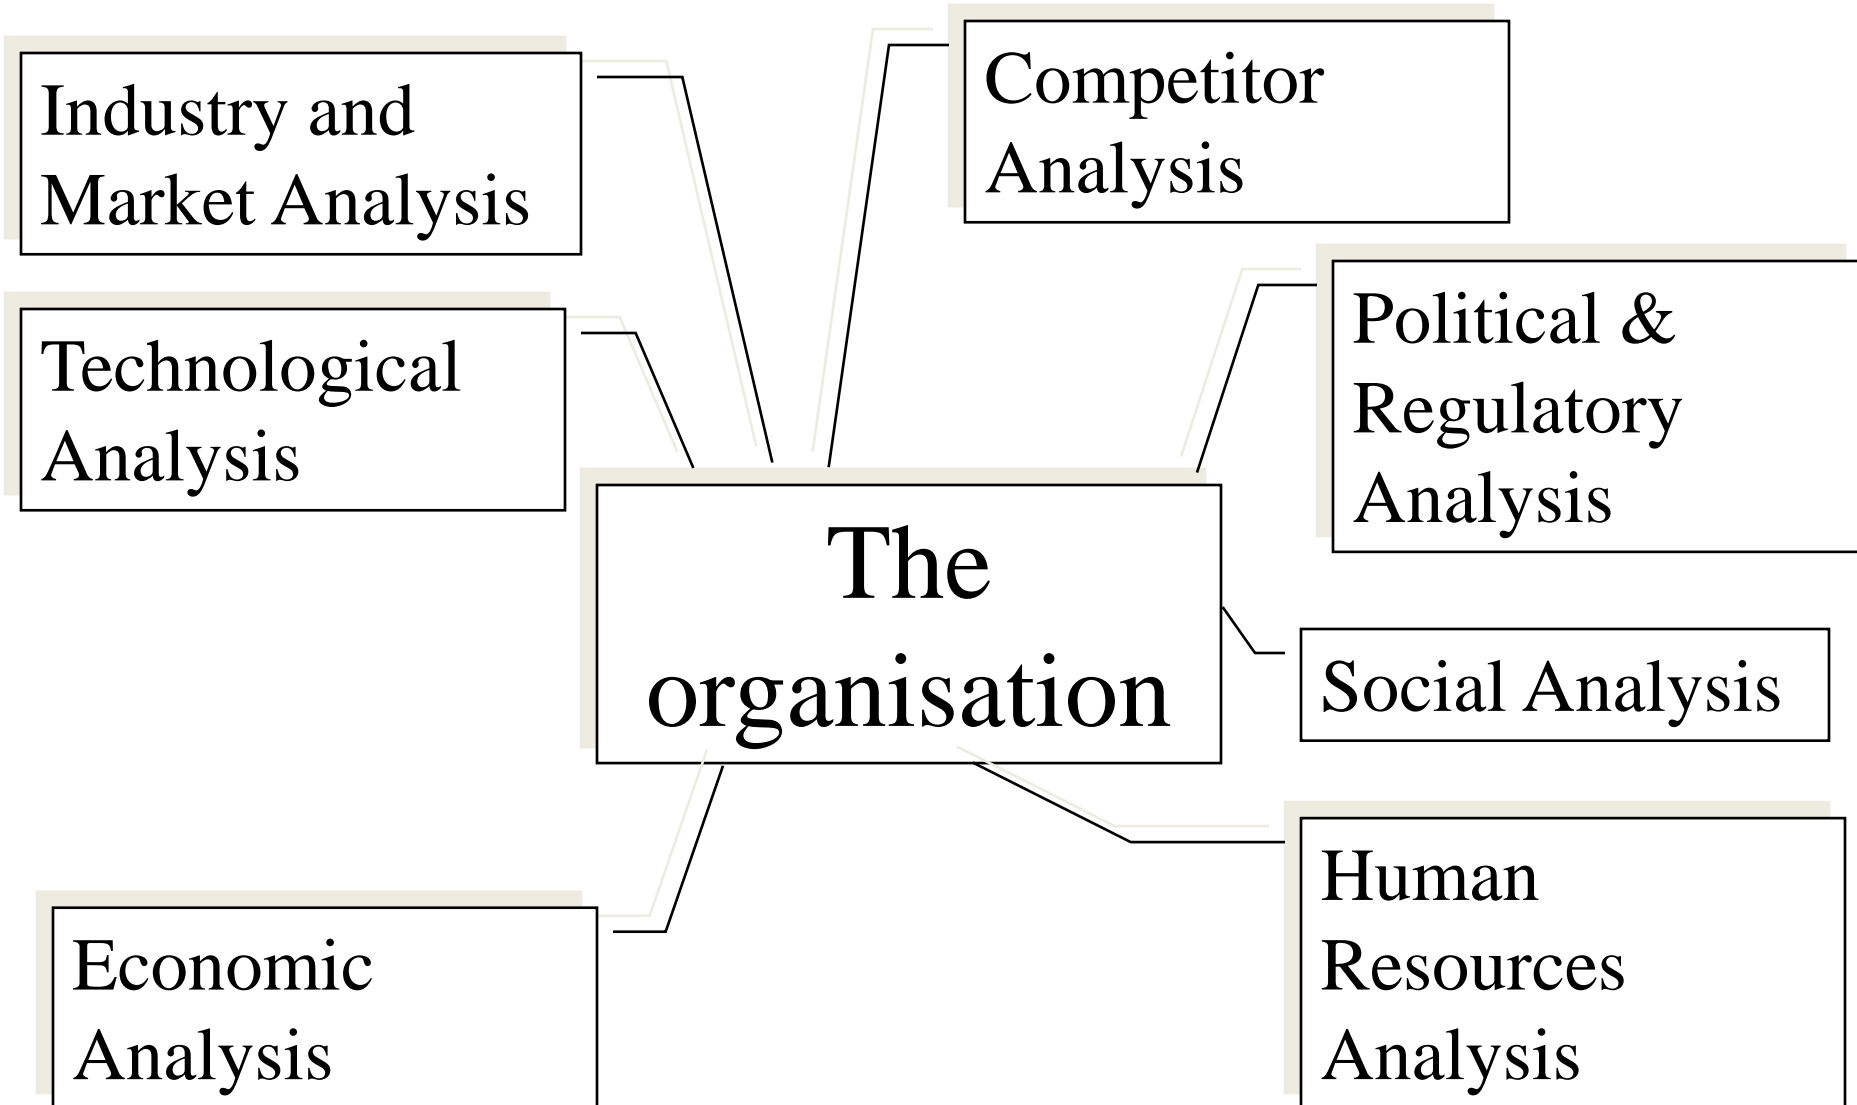 Industry and
Market Analysis
Competitor
Analysis
Technological
Analysis
Political &
Regulatory
Analysis
The
organisation
Social Analysis
Economic
Analysis
Human
Resources
Analysis